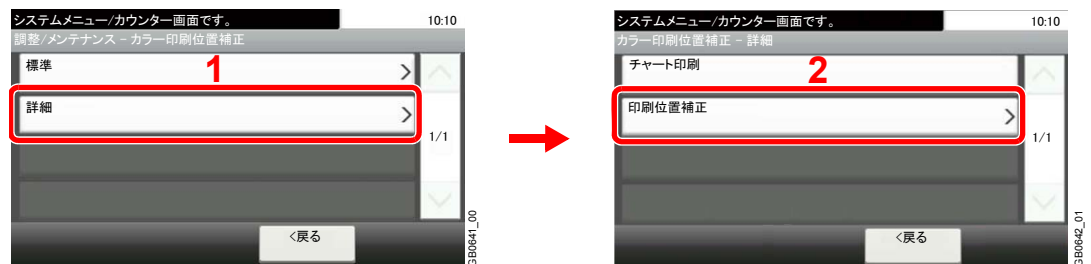 システムメニュー/カウンター画面です。
10:10
調整/メンテナンス - カラー印刷位置補正
標準
1
詳細
1/1
<戻る
GB0641_00
システムメニュー/カウンター画面です。
10:10
カラー印刷位置補正 - 詳細
チャート印刷
2
印刷位置補正
1/1
<戻る
GB0642_01